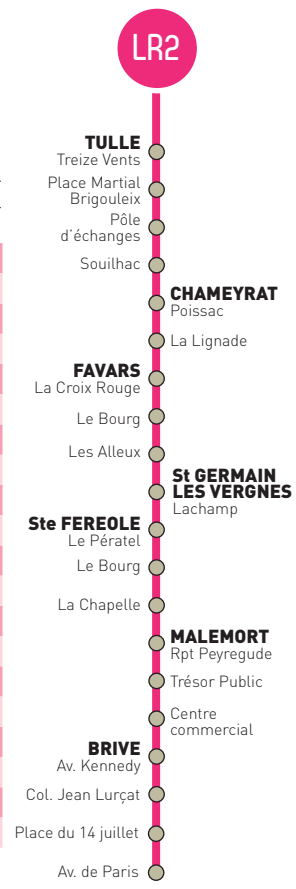 LR2
TULLE
Treize Vents
Place Martial
Brigouleix
Pôle
d'échanges
Souilhac
CHAMEYRAT
Poissac
La Lignade
FAVARS
La Croix Rouge
Le Bourg
Les Alleux
St GERMAIN
LES VERGNES
Lachamp
Ste FEREOLE
Le Pératel
Le Bourg
La Chapelle
MALEMORT
Rpt Peyregude
Trésor Public
Centre
commercial
BRIVE
Av. Kennedy
Col. Jean Lurçat
Place du 14 juillet
Av. de Paris